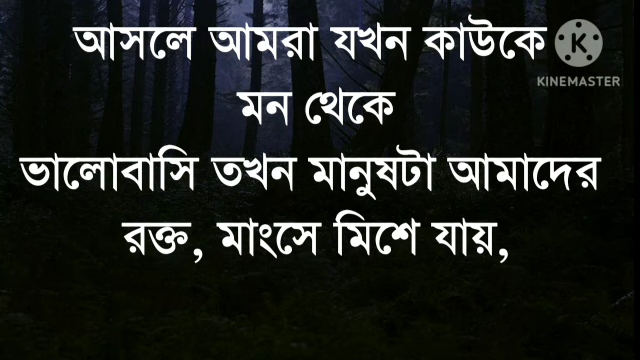 আসলে আমরা যখন কাউকে
KINEMASTER
মন থেকে
ভালোবাসি তখন মানুষটা আমাদের
রক্ত, মাংসে মিশে যায়,